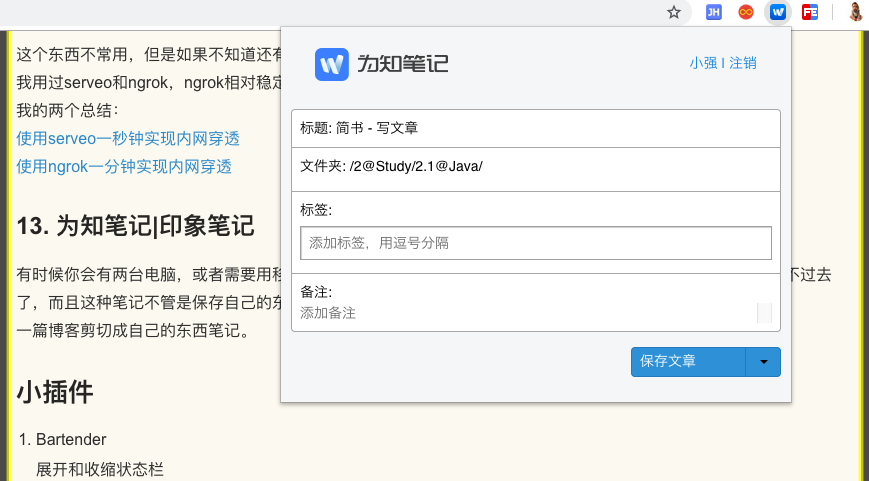 JH
W
FE
这个东西不常用，但是如果不知道还有
我用过serveo和ngrok，ngrok相对稳定
我的两个总结：
使用serveo一秒钟实现内网穿透
使用ngrok一分钟实现内网穿透
13. 为知笔记|印象笔记
有时候你会有两台电脑，或者需要用移
不过去
了，而且这种笔记不管是保存自己的东
一篇博客剪切成自己的东西笔记。
小插件
1. Bartender
展开和收缩状态栏
W 为知笔记
小强 | 注销
标题: 简书 - 写文章
文件夹: /2@Study/2.1@Java/
标签:
添加标签，用逗号分隔
备注:
添加备注
保存文章